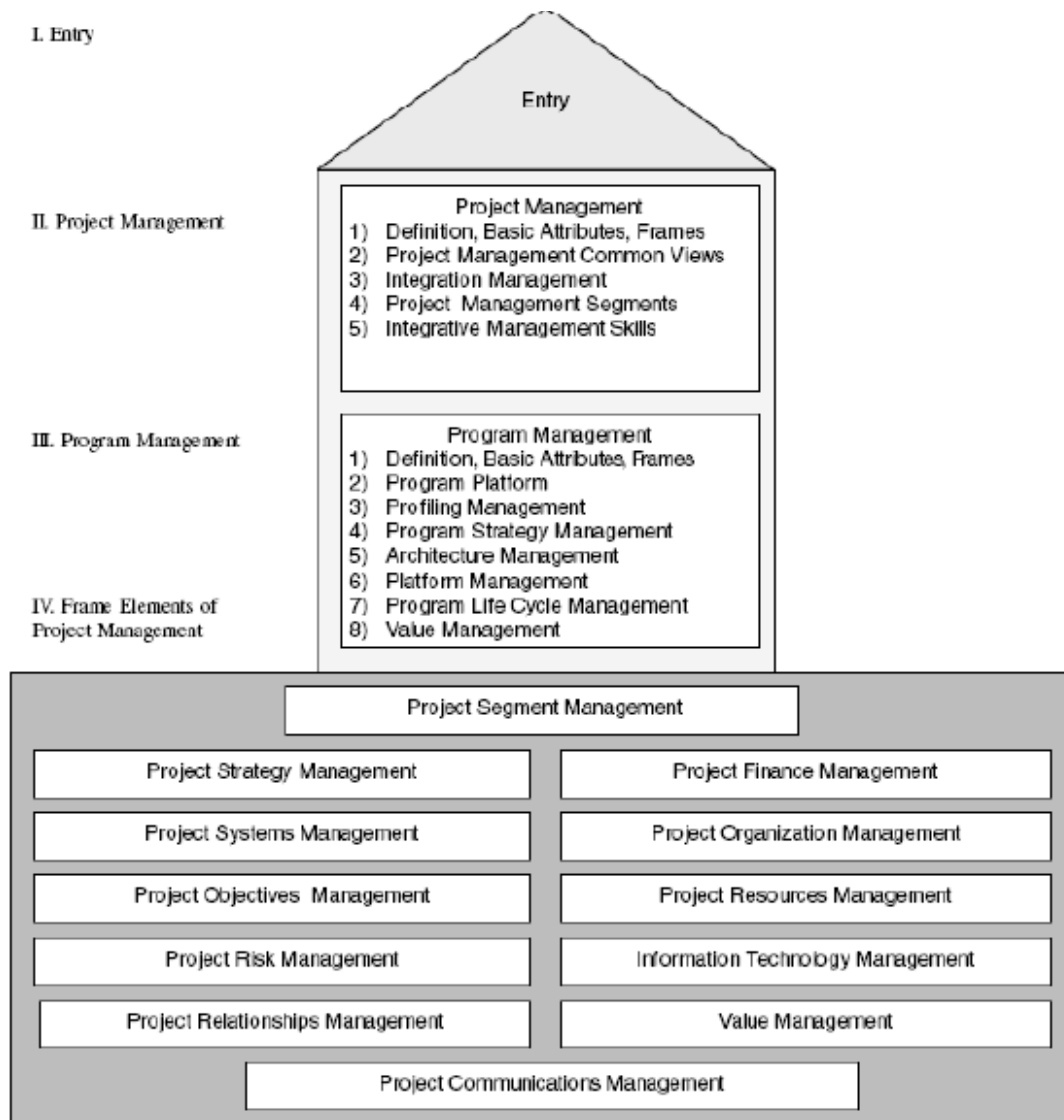 I. Entry
Entry
II. Project Management
Project Management
1) Definition, Basic Attributes, Frames
2) Project Management Common Views
3) Integration Management
4) Project Management Segments
5) Integrative Management Skills
III. Program Management
Program Management
1) Definition, Basic Attributes, Frames
2) Program Platform
3) Profiling Management
4) Program Strategy Management
5) Architecture Management
6) Platform Management
7) Program Life Cycle Management
8) Value Management
IV. Frame Elements of
Project Management
Project Segment Management
Project Strategy Management
Project Finance Management
Project Systems Management
Project Organization Management
Project Objectives Management
Project Resources Management
Project Risk Management
Information Technology Management
Project Relationships Management
Value Management
Project Communications Management